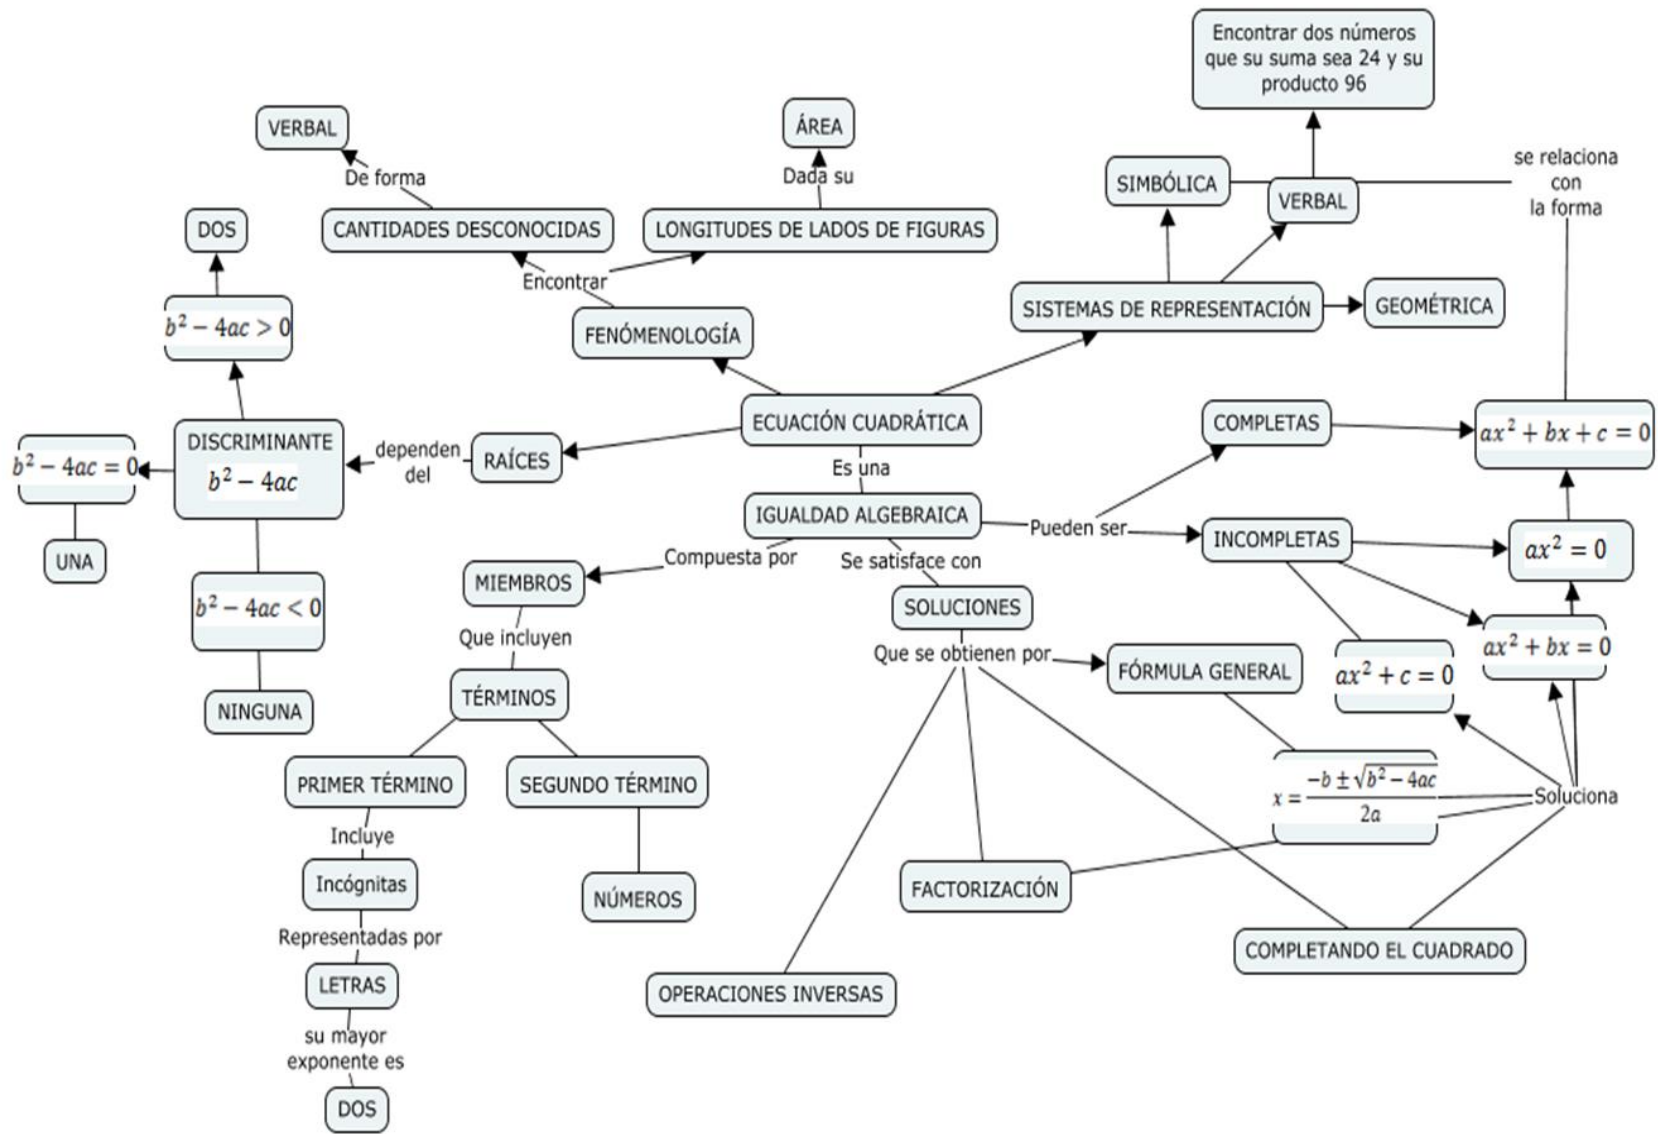 Encontrar dos números
que su suma sea 24 y su
producto 96
VERBAL
ÁREA
De forma
Dada su
SIMBÓLICA
VERBAL
se relaciona
con
la forma
DOS
CANTIDADES DESCONOCIDAS
LONGITUDES DE LADOS DE FIGURAS
Encontrar
SISTEMAS DE REPRESENTACIÓN
GEOMÉTRICA
b² − 4ac > 0
FENÓMENOLOGÍA
ECUACIÓN CUADRÁTICA
COMPLETAS
ax² + bx + c = 0
DISCRIMINANTE
b² − 4ac
dependen
del
RAÍCES
b² − 4ac = 0
Es una
IGUALDAD ALGEBRAICA
Pueden ser
INCOMPLETAS
ax² = 0
UNA
Compuesta por
Se satisface con
MIEMBROS
b² − 4ac < 0
SOLUCIONES
Que incluyen
Que se obtienen por
FÓRMULA GENERAL
ax² + c = 0
ax² + bx = 0
TÉRMINOS
NINGUNA
PRIMER TÉRMINO
SEGUNDO TÉRMINO
x = −b ± √b² − 4ac
2a
Soluciona
Incluye
Incógnitas
NÚMEROS
FACTORIZACIÓN
Representadas por
COMPLETANDO EL CUADRADO
LETRAS
OPERACIONES INVERSAS
su mayor
exponente es
DOS